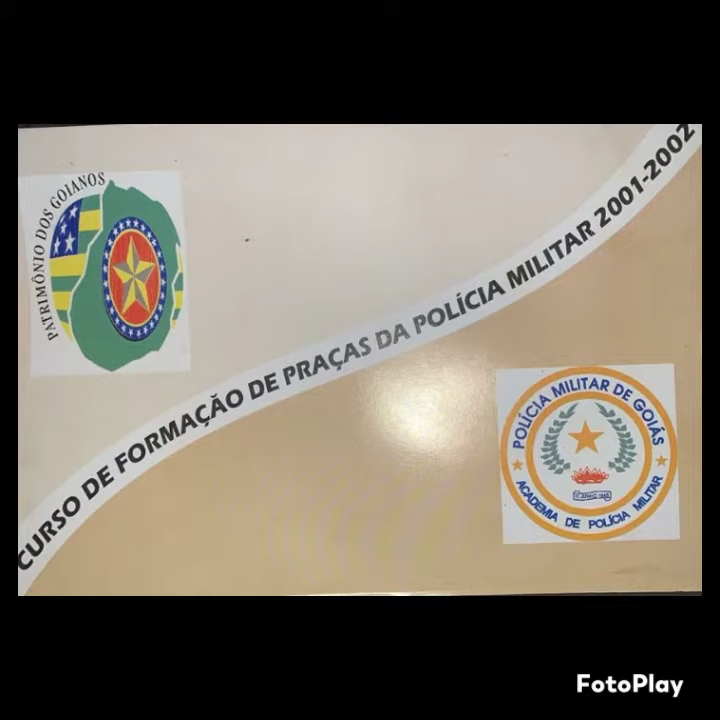 PATRIMÔNIO DOS GOIANOS
CURSO DE FORMAÇÃO DE PRAÇAS DA POLÍCIA MILITAR 2001-2002
POLÍCIA MILITAR DE GOIÁS
ACADEMIA DE POLÍCIA MILITAR
FotoPlay